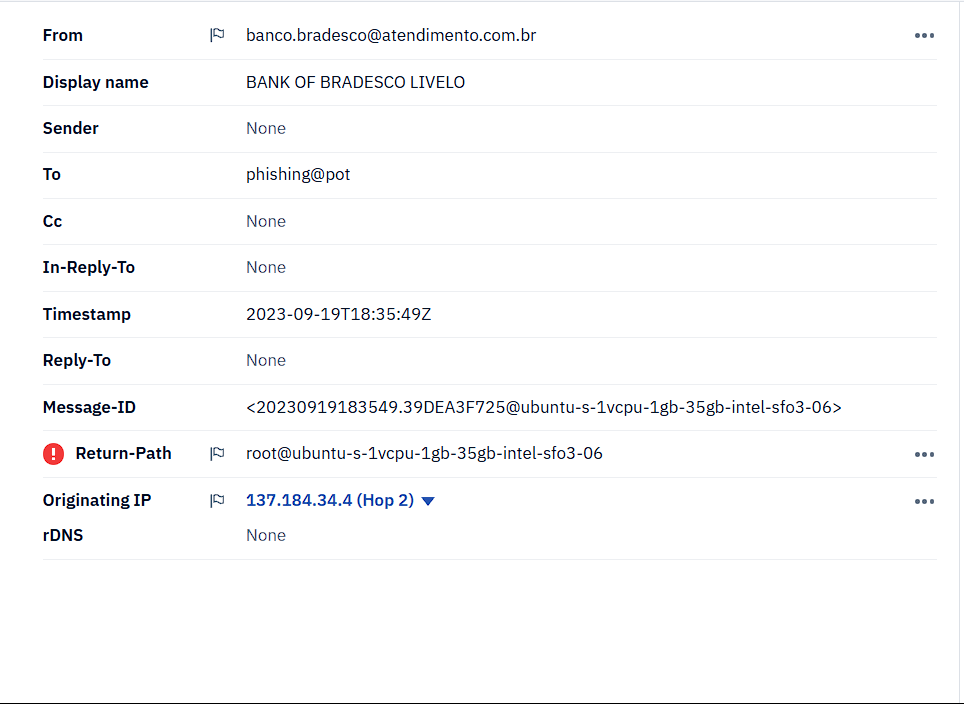 From banco.bradesco@atendimento.com.br
Display name BANK OF BRADESCO LIVELO
Sender None
To phishing@pot
Cc None
In-Reply-To None
Timestamp 2023-09-19T18:35:49Z
Reply-To None
Message-ID <20230919183549.39DEA3F725@ubuntu-s-1vcpu-1gb-35gb-intel-sfo3-06>
Return-Path root@ubuntu-s-1vcpu-1gb-35gb-intel-sfo3-06
Originating IP 137.184.34.4 (Hop 2)
rDNS None